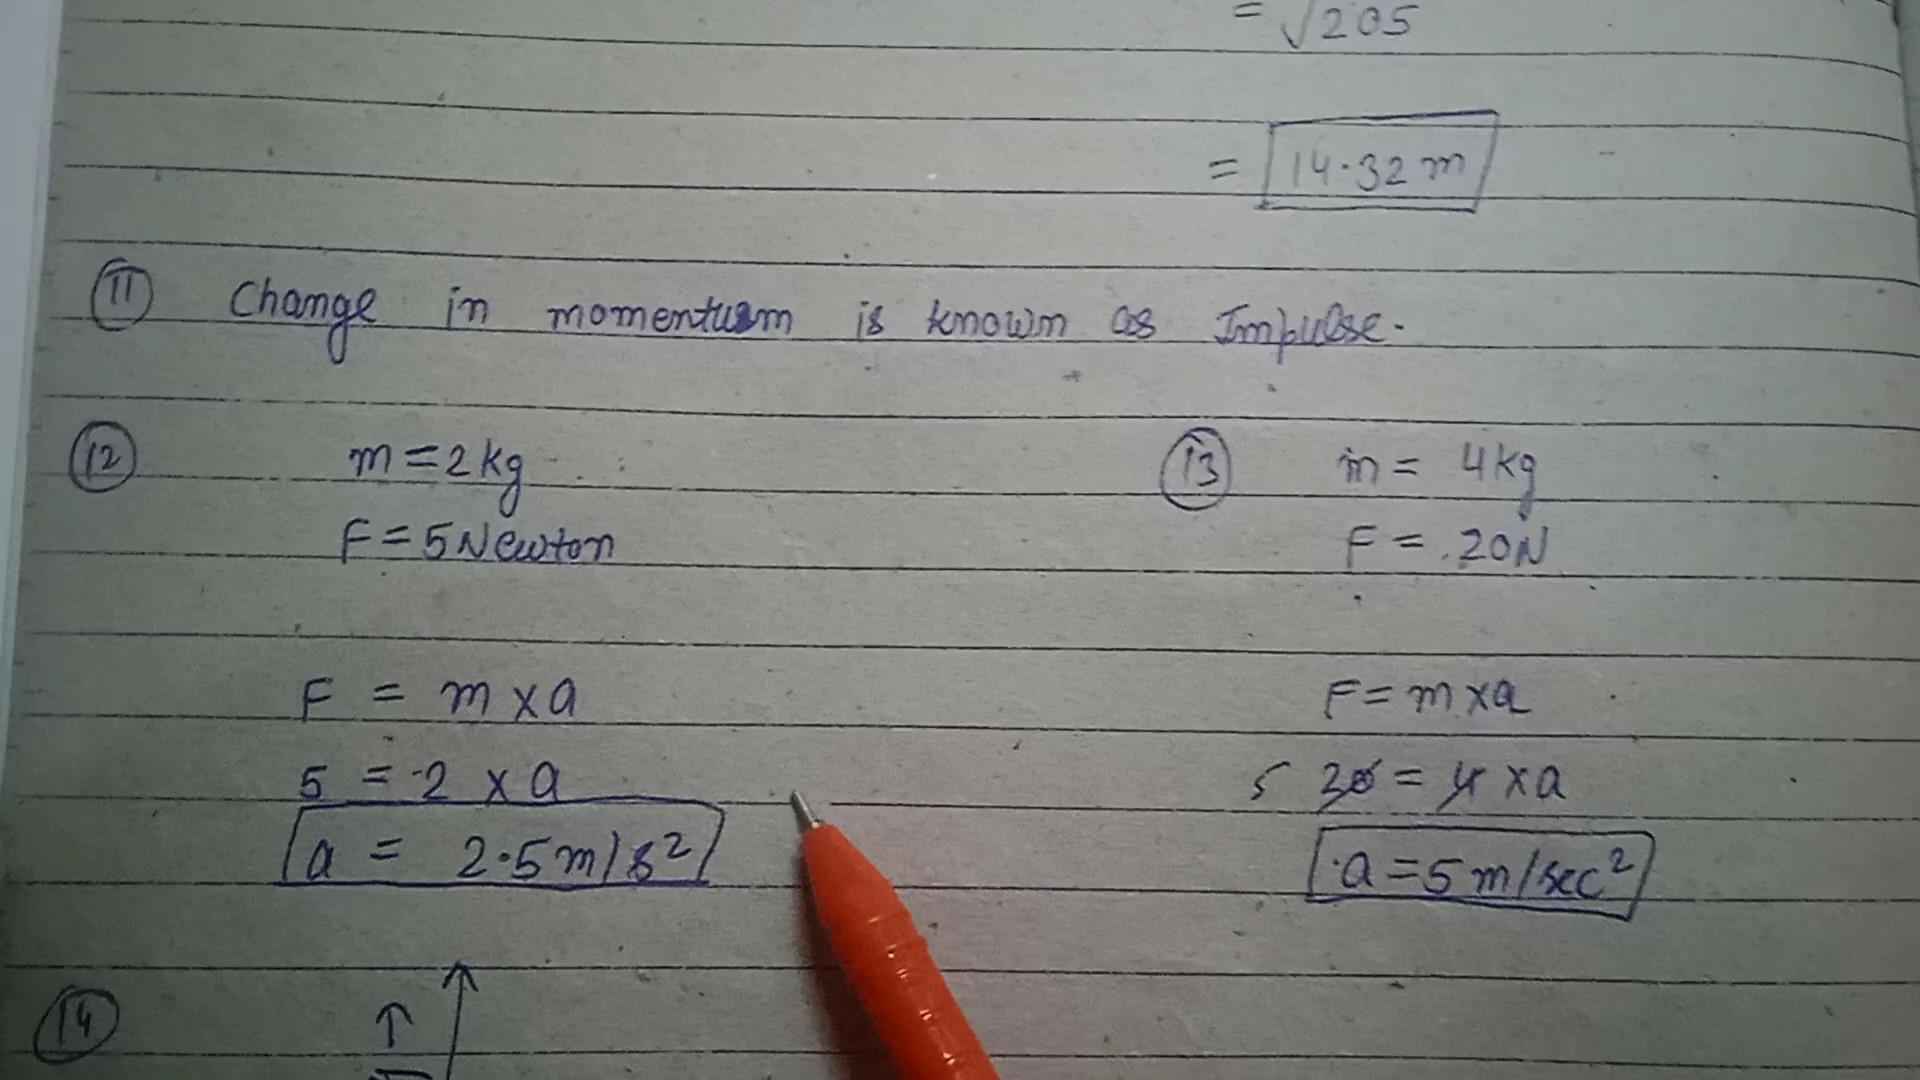 = √205
= 14.32 m
11 Change in momentum is known as Impulse.
12 m = 2 kg
F = 5 Newton
F = m x a
5 = 2 x a
a = 2.5 m/s²
13 m = 4 kg
F = 20N
F = m x a
5 20 = 4 x a
a = 5 m/sec²
14